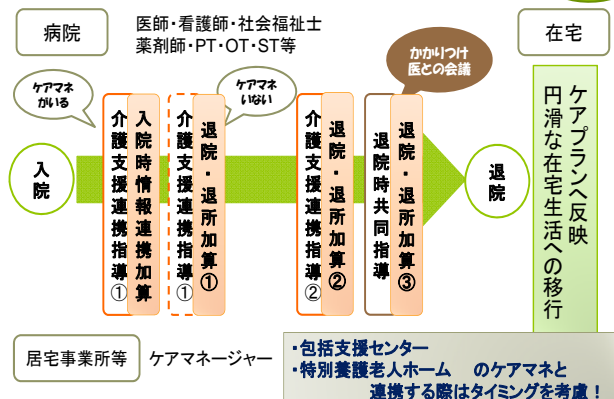 病院
医師・看護師・社会福祉士
薬剤師・PT・OT・ST等
在宅
ケアマネ
がいる
ケアマネ
いない
かかりつけ
医との会議
入院
介護支援連携指導①
入院時情報連携加算
介護支援連携指導①
退院・退所加算①
介護支援連携指導②
退院・退所加算②
退院時共同指導
退院・退所加算③
退院
ケアプランへ反映
円滑な在宅生活への移行
居宅事業所等
ケアマネージャー
・包括支援センター
・特別養護老人ホーム のケアマネと
連携する際はタイミングを考慮！